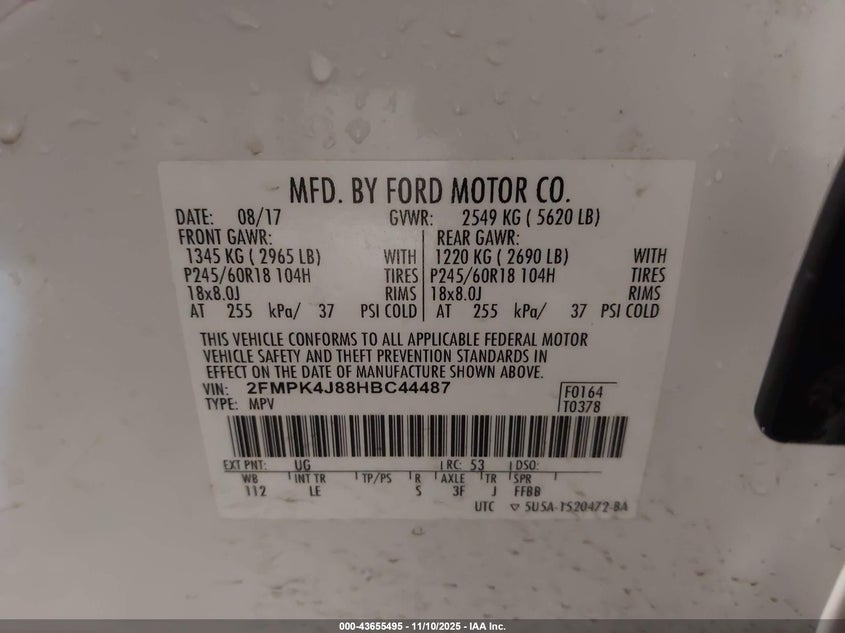 MFD. BY FORD MOTOR CO.
DATE: 08/17 GVWR: 2549 KG ( 5620 LB)
FRONT GAWR: REAR GAWR:
1345 KG ( 2965 LB) WITH 1220 KG ( 2690 LB) WITH
P245/60R18 104H TIRES P245/60R18 104H TIRES
18x8.0J RIMS 18x8.0J RIMS
AT 255 kPa/ 37 PSI COLD AT 255 kPa/ 37 PSI COLD
THIS VEHICLE CONFORMS TO ALL APPLICABLE FEDERAL MOTOR
VEHICLE SAFETY AND THEFT PREVENTION STANDARDS IN
EFFECT ON THE DATE OF MANUFACTURE SHOWN ABOVE.
VIN: 2FMPK4J88HBC44487 F0164
TYPE: MPV T0378
EXT PNT: UG RC: 53 DSO:
WB INT TR TP/PS R AXLE TR SPR
112 LE S 3F J FFBB
UTC ▽ 5U5A-1520472-BA
000-43655495 - 11/10/2025 - IAA Inc.